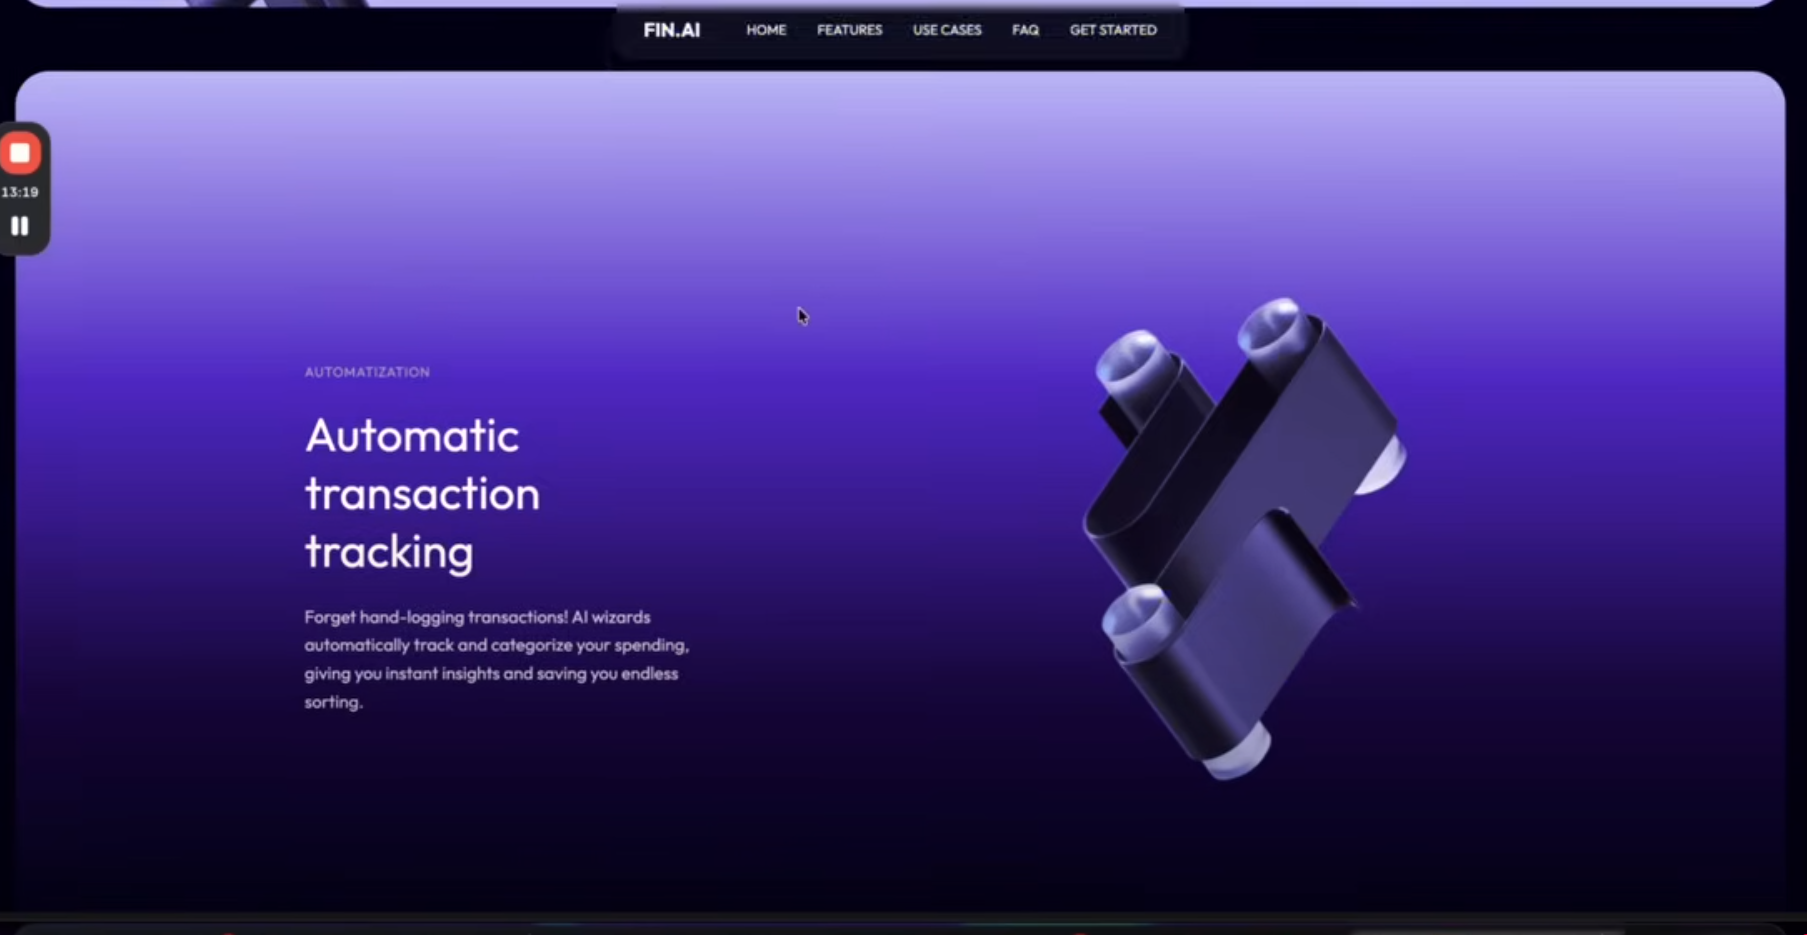 FIN.AI HOME FEATURES USE CASES FAQ GET STARTED
13:19
AUTOMATIZATION
Automatic
transaction
tracking
Forget hand-logging transactions! AI wizards
automatically track and categorize your spending,
giving you instant insights and saving you endless
sorting.